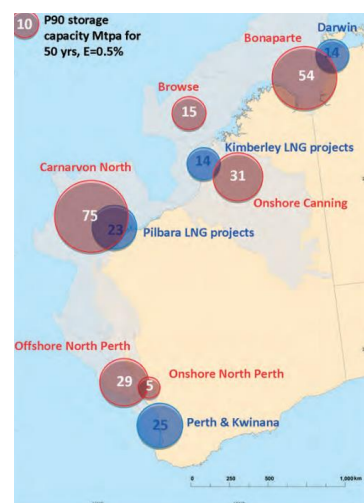 10
P90 storage
capacity Mtpa for
50 yrs, E=0.5%
Darwin
14
Bonaparte
54
Browse
15
Kimberley LNG projects
14
31
Onshore Canning
Carnarvon North
75
23
Pilbara LNG projects
Offshore North Perth
29
Onshore North Perth
5
25
Perth & Kwinana
0 250 500 1,000 km